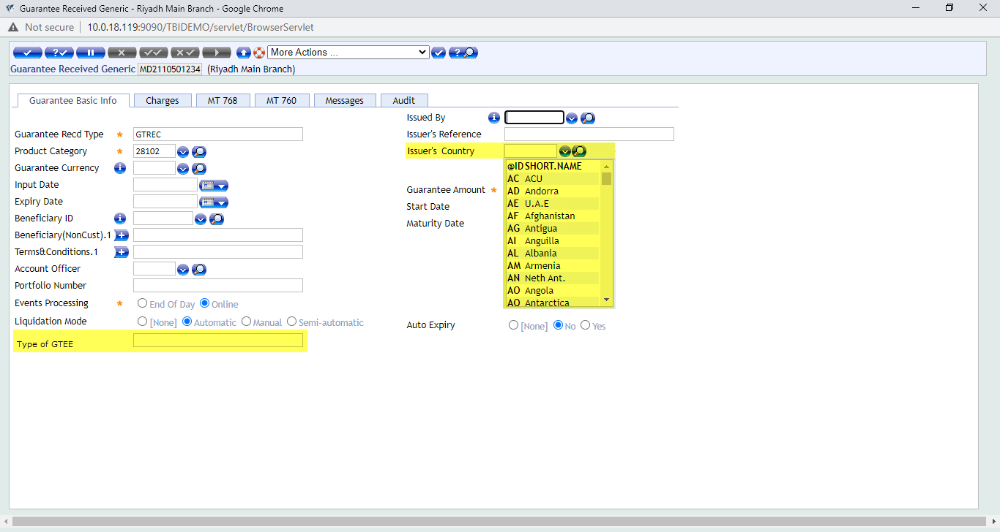 Guarantee Received Generic - Riyadh Main Branch - Google Chrome
Not secure 10.0.18.119:9090/TBIDEMO/servlet/BrowserServlet
More Actions ...
Guarantee Received Generic MD2110501234 (Riyadh Main Branch)
Guarantee Basic Info Charges MT 768 MT 760 Messages Audit
Issued By
Guarantee Recd Type * GTREC
Issuer's Reference
Product Category * 28102
Issuer's Country
Guarantee Currency
@ID SHORT.NAME
AC ACU
AD Andorra
AE U.A.E
AF Afghanistan
AG Antigua
AI Anguilla
AL Albania
AM Armenia
AN Neth Ant.
AO Angola
AQ Antarctica
Input Date
Guarantee Amount *
Expiry Date
Start Date
Beneficiary ID
Maturity Date
Beneficiary(NonCust).1
Terms&Conditions.1
Account Officer
Portfolio Number
Events Processing * End Of Day Online
Liquidation Mode [None] Automatic Manual Semi-automatic
Auto Expiry [None] No Yes
Type of GTEE